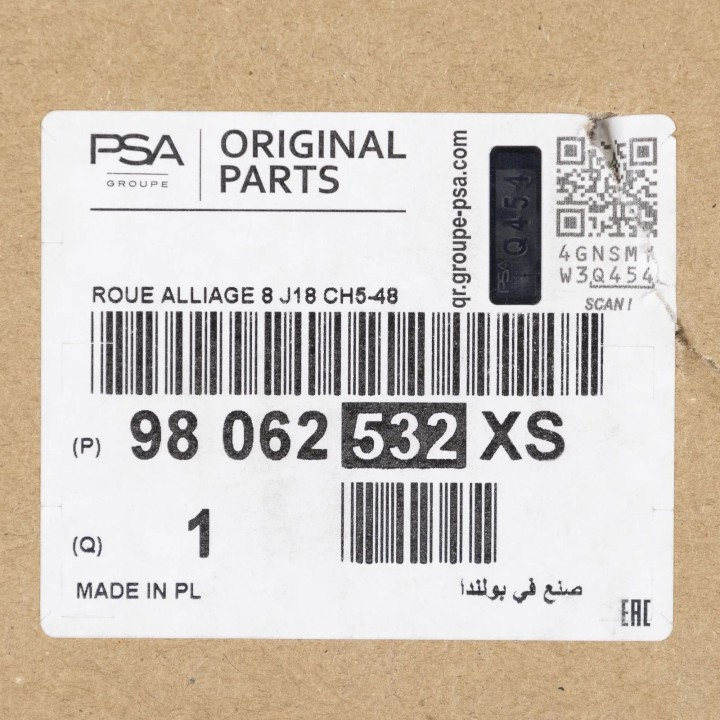 PSA
GROUPE
ORIGINAL
PARTS
qr.groupe-psa.com
PSA Q454
4GNSM
W3Q454
SCAN !
ROUE ALLIAGE 8 J18 CH5-48
(P) 98 062 532 XS
(Q) 1
MADE IN PL
صنع في بولندا
EAC